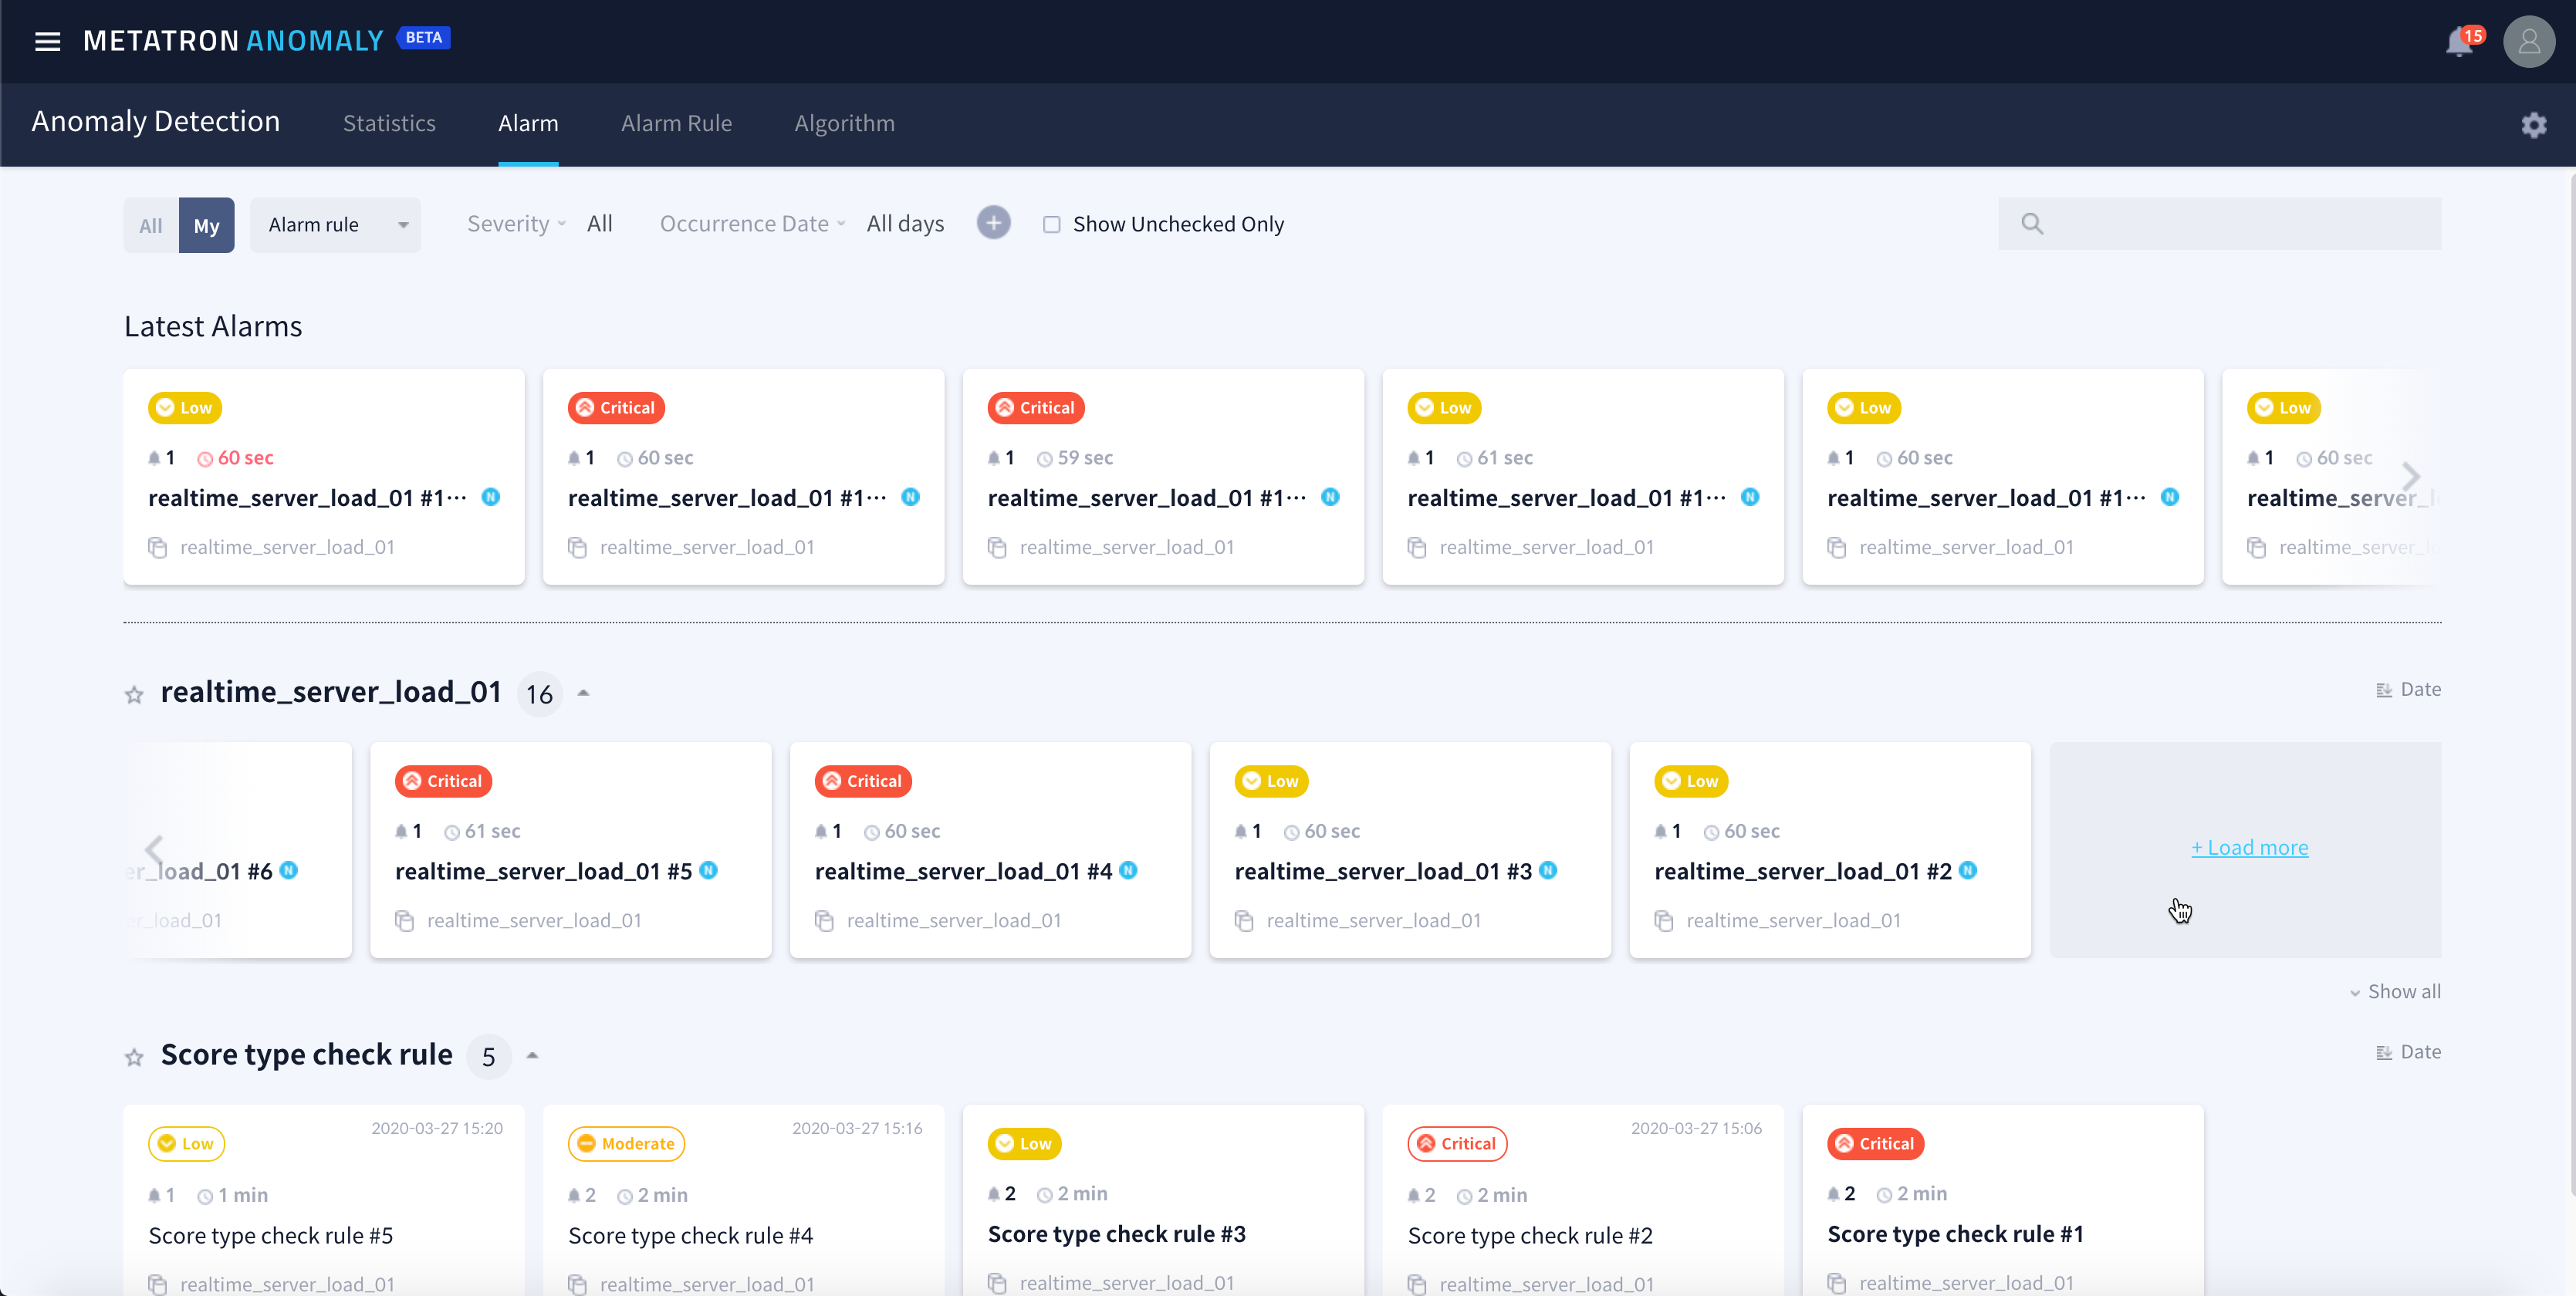 METATRON ANOMALY BETA
15
Anomaly Detection Statistics Alarm Alarm Rule Algorithm
All My Alarm rule Severity All Occurrence Date All days Show Unchecked Only
Latest Alarms
Low Critical Critical Low Low Low
1 60 sec 1 60 sec 1 59 sec 1 61 sec 1 60 sec 1 60 sec
realtime_server_load_01 #1⋯ N realtime_server_load_01 #1⋯ N realtime_server_load_01 #1⋯ N realtime_server_load_01 #1⋯ N realtime_server_load_01 #1⋯ N realtime_server_l
realtime_server_load_01 realtime_server_load_01 realtime_server_load_01 realtime_server_load_01 realtime_server_load_01 realtime_server_lo
realtime_server_load_01 16 Date
Critical Critical Low Low
1 61 sec 1 60 sec 1 60 sec 1 60 sec
+ Load more
er_load_01 #6 N realtime_server_load_01 #5 N realtime_server_load_01 #4 N realtime_server_load_01 #3 N realtime_server_load_01 #2 N
er_load_01 realtime_server_load_01 realtime_server_load_01 realtime_server_load_01 realtime_server_load_01
Show all
Score type check rule 5 Date
Low 2020-03-27 15:20 Moderate 2020-03-27 15:16 Low Critical 2020-03-27 15:06 Critical
1 1 min 2 2 min 2 2 min 2 2 min 2 2 min
Score type check rule #5 Score type check rule #4 Score type check rule #3 Score type check rule #2 Score type check rule #1
realtime_server_load_01 realtime_server_load_01 realtime_server_load_01 realtime_server_load_01 realtime_server_load_01